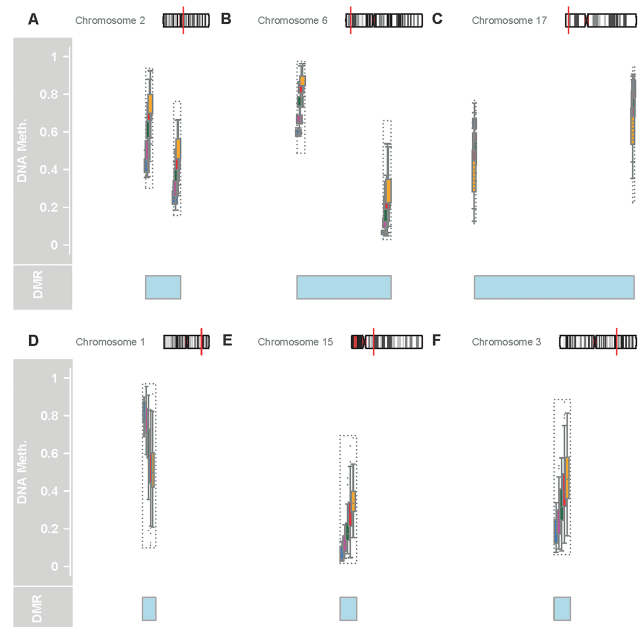 A Chromosome 2 B Chromosome 6 C Chromosome 17
1
0.8
0.6
0.4
0.2
0
DNA Meth.
DMR
D Chromosome 1 E Chromosome 15 F Chromosome 3
1
0.8
0.6
0.4
0.2
0
DNA Meth.
DMR